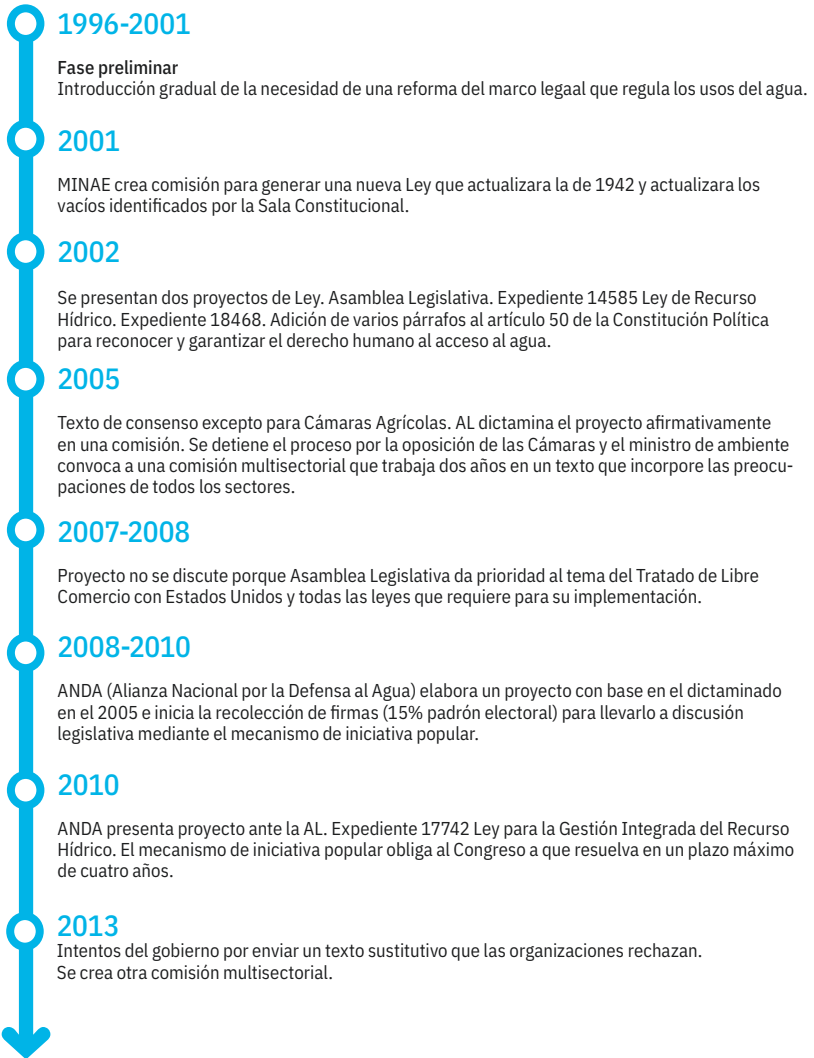 1996-2001
Fase preliminar
Introducción gradual de la necesidad de una reforma del marco legaal que regula los usos del agua.
2001
MINAE crea comisión para generar una nueva Ley que actualizara la de 1942 y actualizara los
vacíos identificados por la Sala Constitucional.
2002
Se presentan dos proyectos de Ley. Asamblea Legislativa. Expediente 14585 Ley de Recurso
Hídrico. Expediente 18468. Adición de varios párrafos al artículo 50 de la Constitución Política
para reconocer y garantizar el derecho humano al acceso al agua.
2005
Texto de consenso excepto para Cámaras Agrícolas. AL dictamina el proyecto afirmativamente
en una comisión. Se detiene el proceso por la oposición de las Cámaras y el ministro de ambiente
convoca a una comisión multisectorial que trabaja dos años en un texto que incorpore las preocu-
paciones de todos los sectores.
2007-2008
Proyecto no se discute porque Asamblea Legislativa da prioridad al tema del Tratado de Libre
Comercio con Estados Unidos y todas las leyes que requiere para su implementación.
2008-2010
ANDA (Alianza Nacional por la Defensa al Agua) elabora un proyecto con base en el dictaminado
en el 2005 e inicia la recolección de firmas (15% padrón electoral) para llevarlo a discusión
legislativa mediante el mecanismo de iniciativa popular.
2010
ANDA presenta proyecto ante la AL. Expediente 17742 Ley para la Gestión Integrada del Recurso
Hídrico. El mecanismo de iniciativa popular obliga al Congreso a que resuelva en un plazo máximo
de cuatro años.
2013
Intentos del gobierno por enviar un texto sustitutivo que las organizaciones rechazan.
Se crea otra comisión multisectorial.